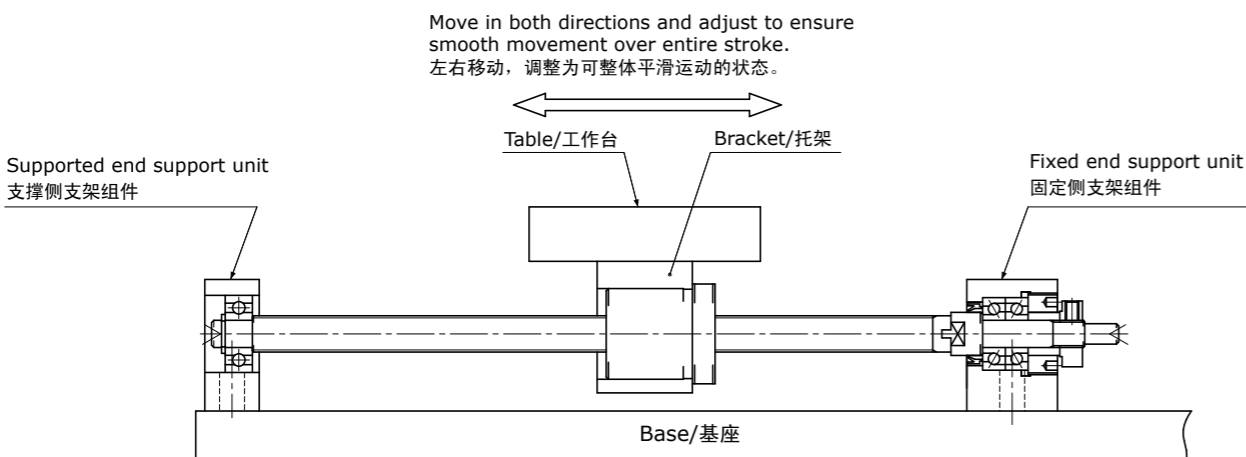 Move in both directions and adjust to ensure
smooth movement over entire stroke.
左右移动，调整为可整体平滑运动的状态。
Table/工作台
Bracket/托架
Supported end support unit
支撑侧支架组件
Fixed end support unit
固定侧支架组件
Base/基座